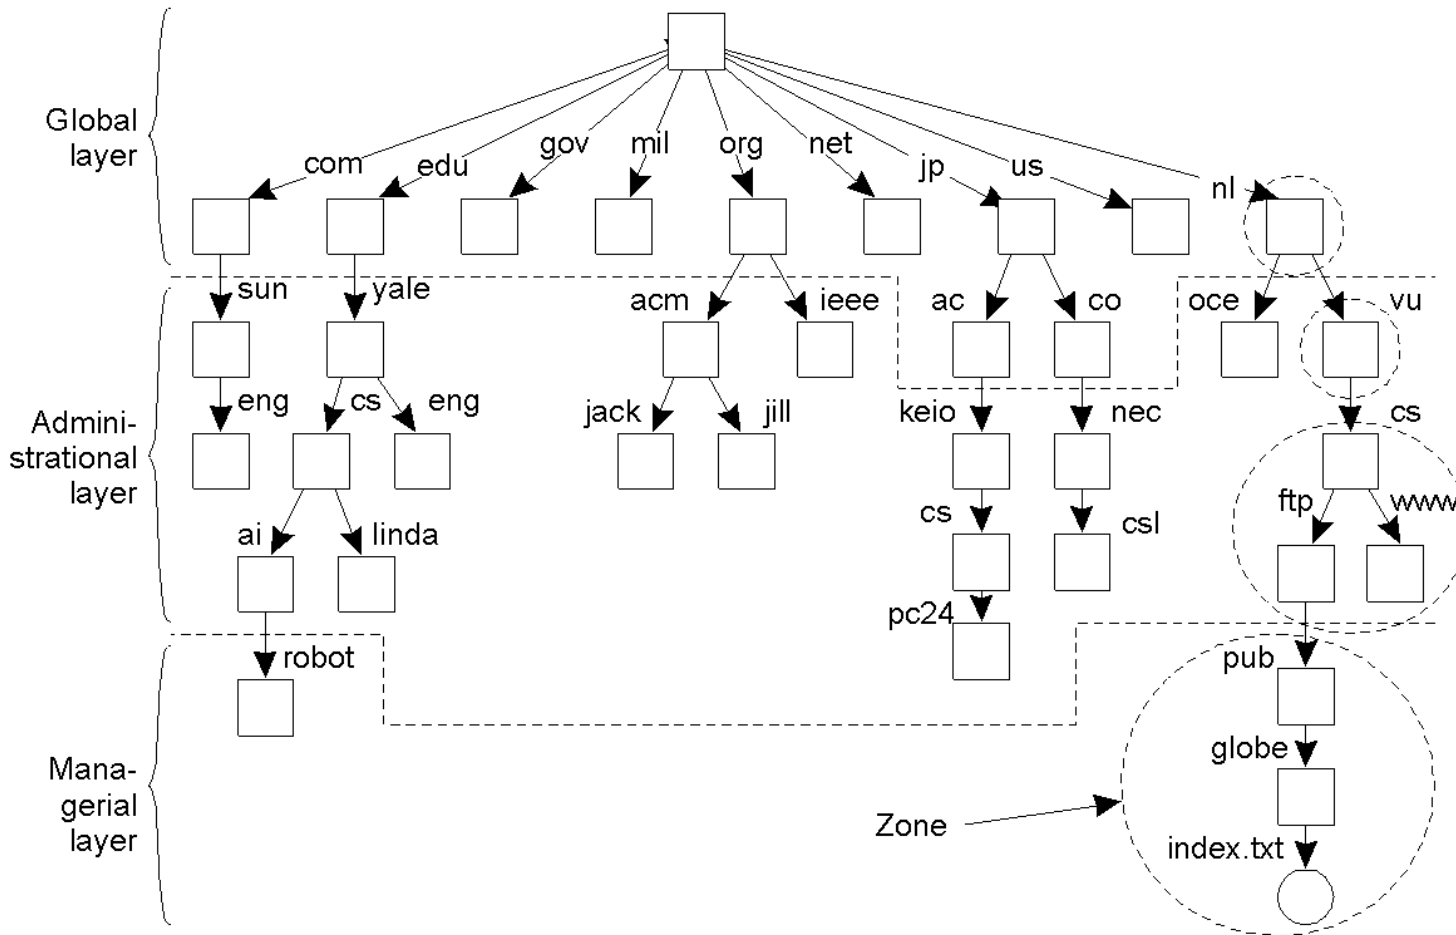 Global
layer
com
edu
gov
mil
org
net
jp
us
nl
sun
yale
acm
ieee
ac
co
oce
vu
Admini-
strational
layer
eng
cs
eng
jack
jill
keio
nec
cs
ai
linda
cs
csl
ftp
www
pc24
robot
pub
Mana-
gerial
layer
globe
Zone
index.txt